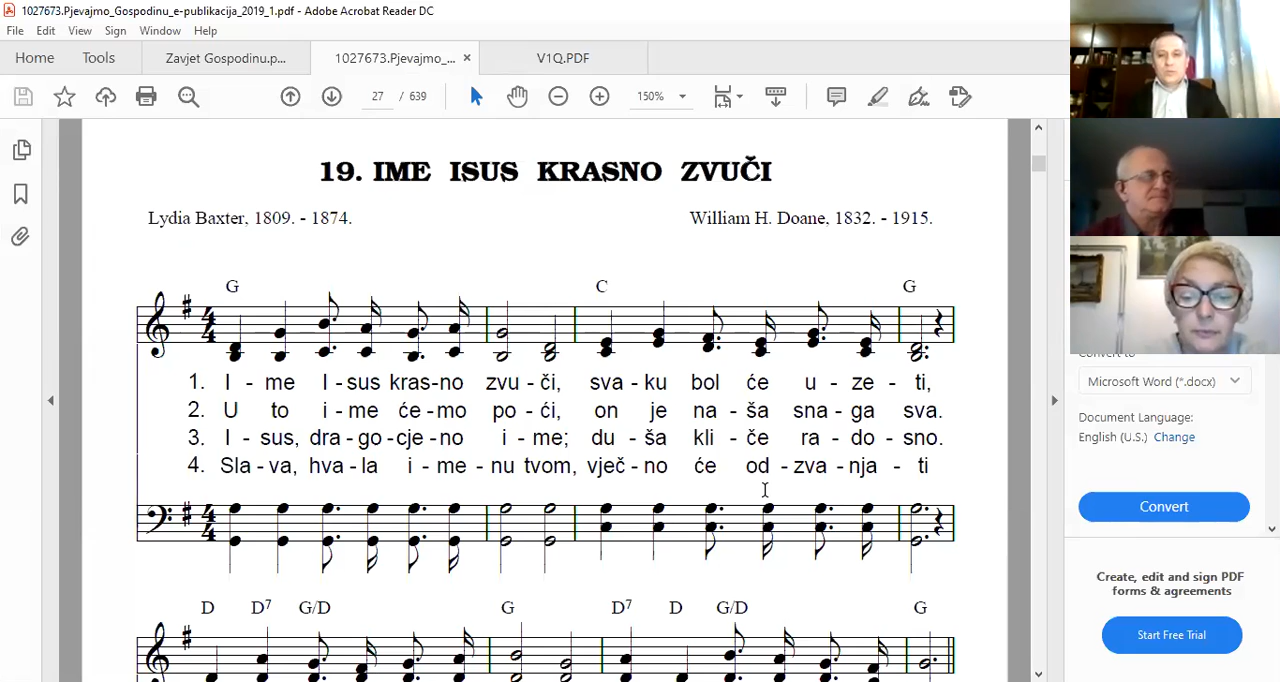 1027673.Pjevajmo_Gospodinu_e-publikacija_2019_1.pdf - Adobe Acrobat Reader DC
File Edit View Sign Window Help
Home Tools Zavjet Gospodinu.p... 1027673.Pjevajmo_... × V1Q.PDF
27 / 639 150%
19. IME ISUS KRASNO ZVUČI
Lydia Baxter, 1809. - 1874. William H. Doane, 1832. - 1915.
G C G
1. I - me I - sus kras - no zvu - či, sva - ku bol će u - ze - ti,
2. U to i - me će - mo po - ći, on je na - ša sna - ga sva.
3. I - sus, dra - go - cje - no i - me; du - ša kli - če ra - do - sno.
4. Sla - va, hva - la i - me - nu tvom, vječ - no će od - zva - nja - ti
D D7 G/D G D7 D G/D G
Microsoft Word (*.docx)
Document Language:
English (U.S.) Change
Convert
Create, edit and sign PDF
forms & agreements
Start Free Trial